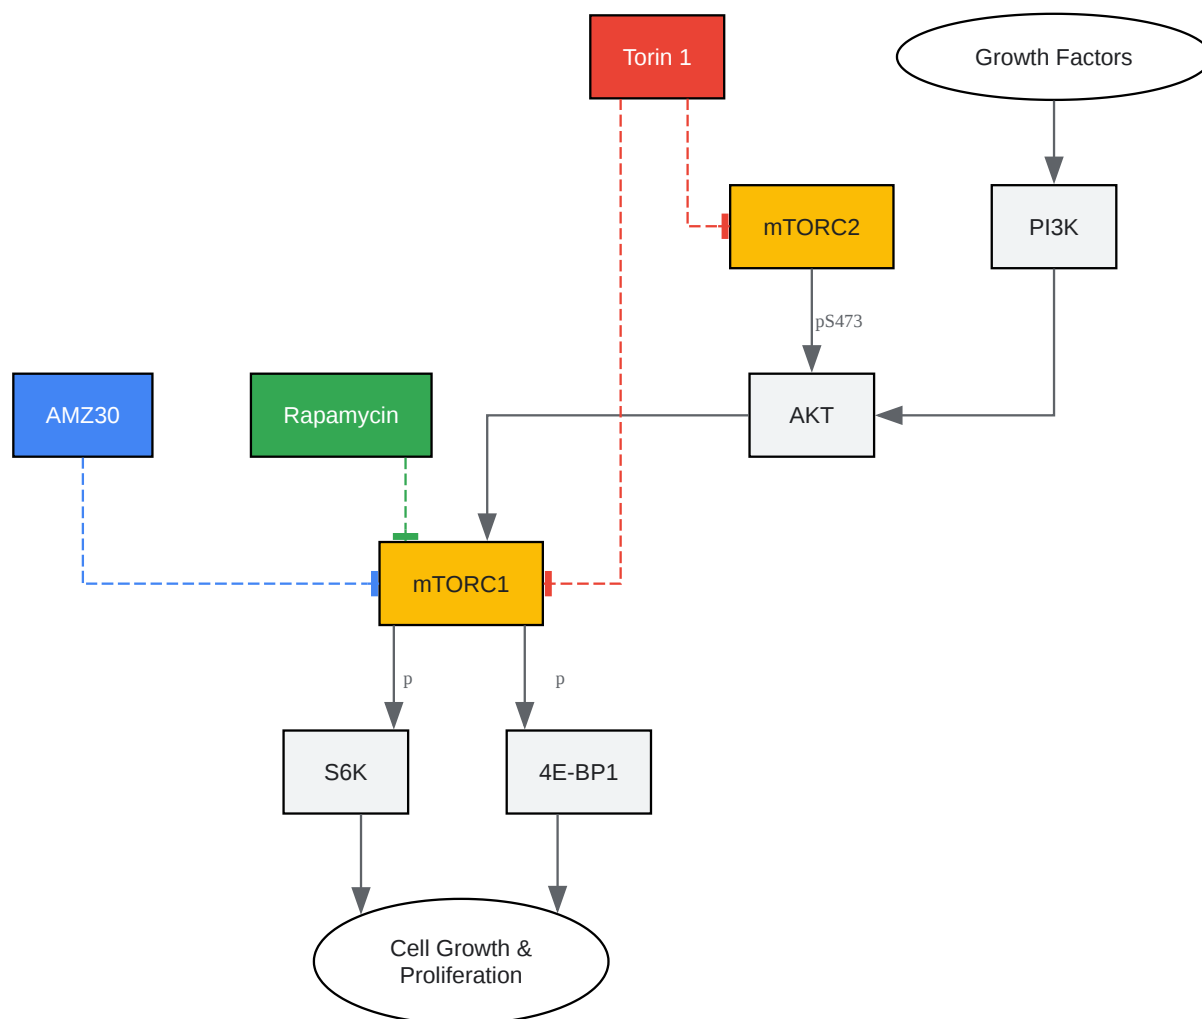 Torin 1
Growth Factors
mTORC2
PI3K
pS473
AMZ30
Rapamycin
AKT
mTORC1
p
p
S6K
4E-BP1
Cell Growth &
Proliferation